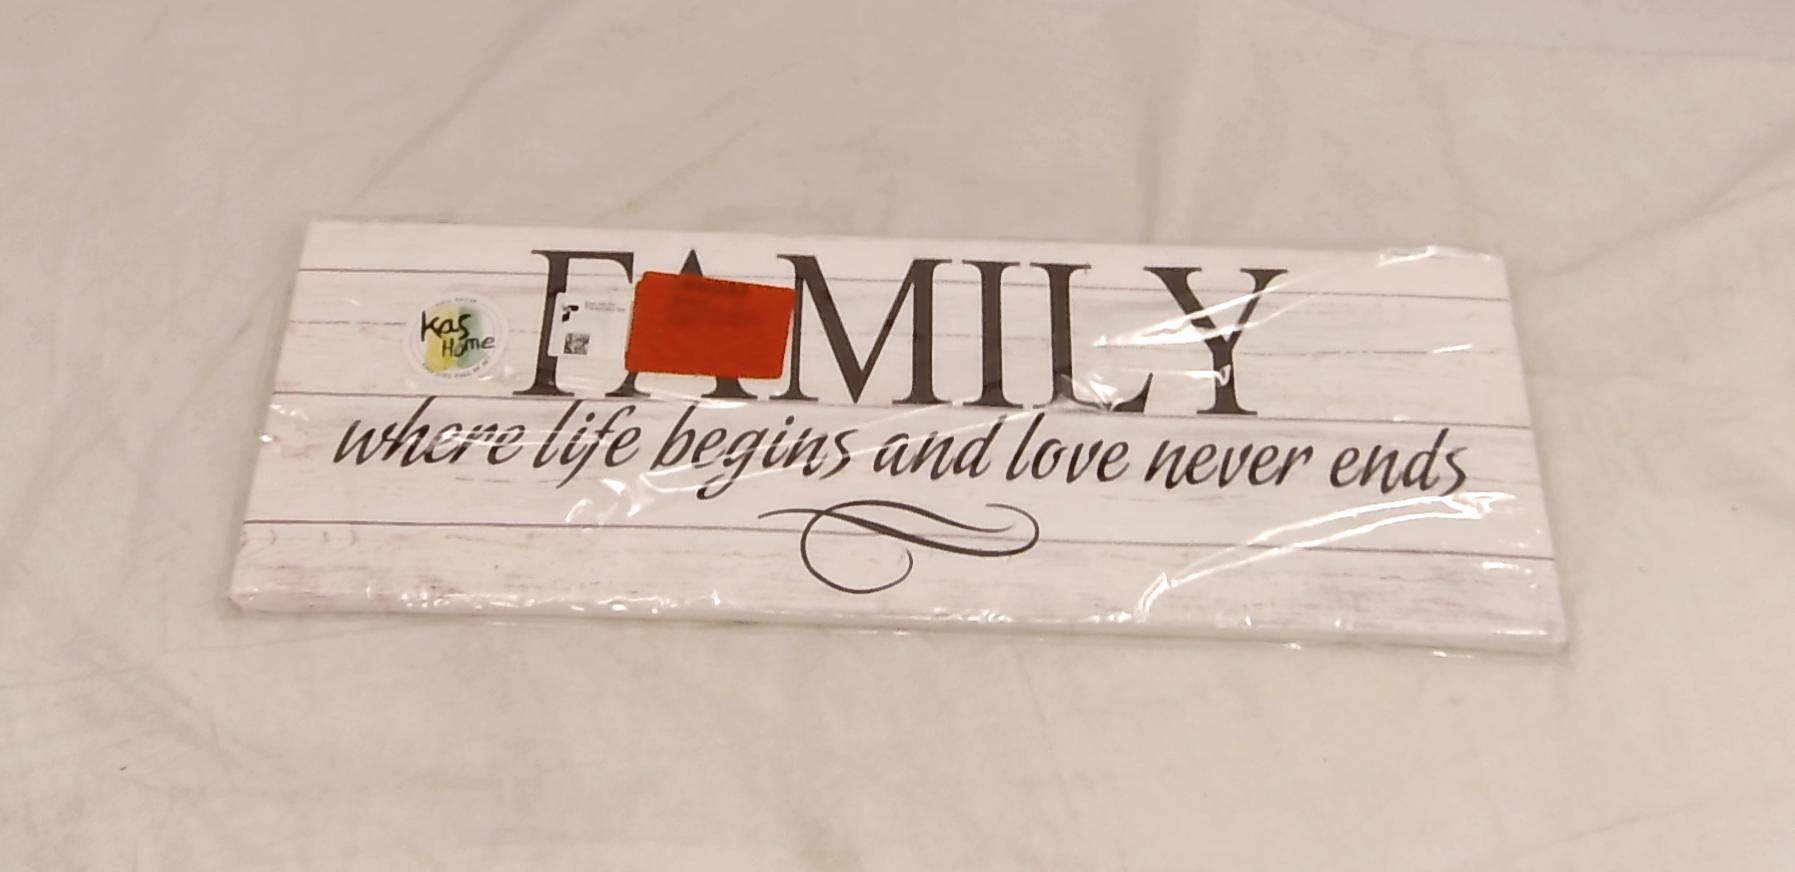 FAMILY
Kas
Home
where life begins and love never ends